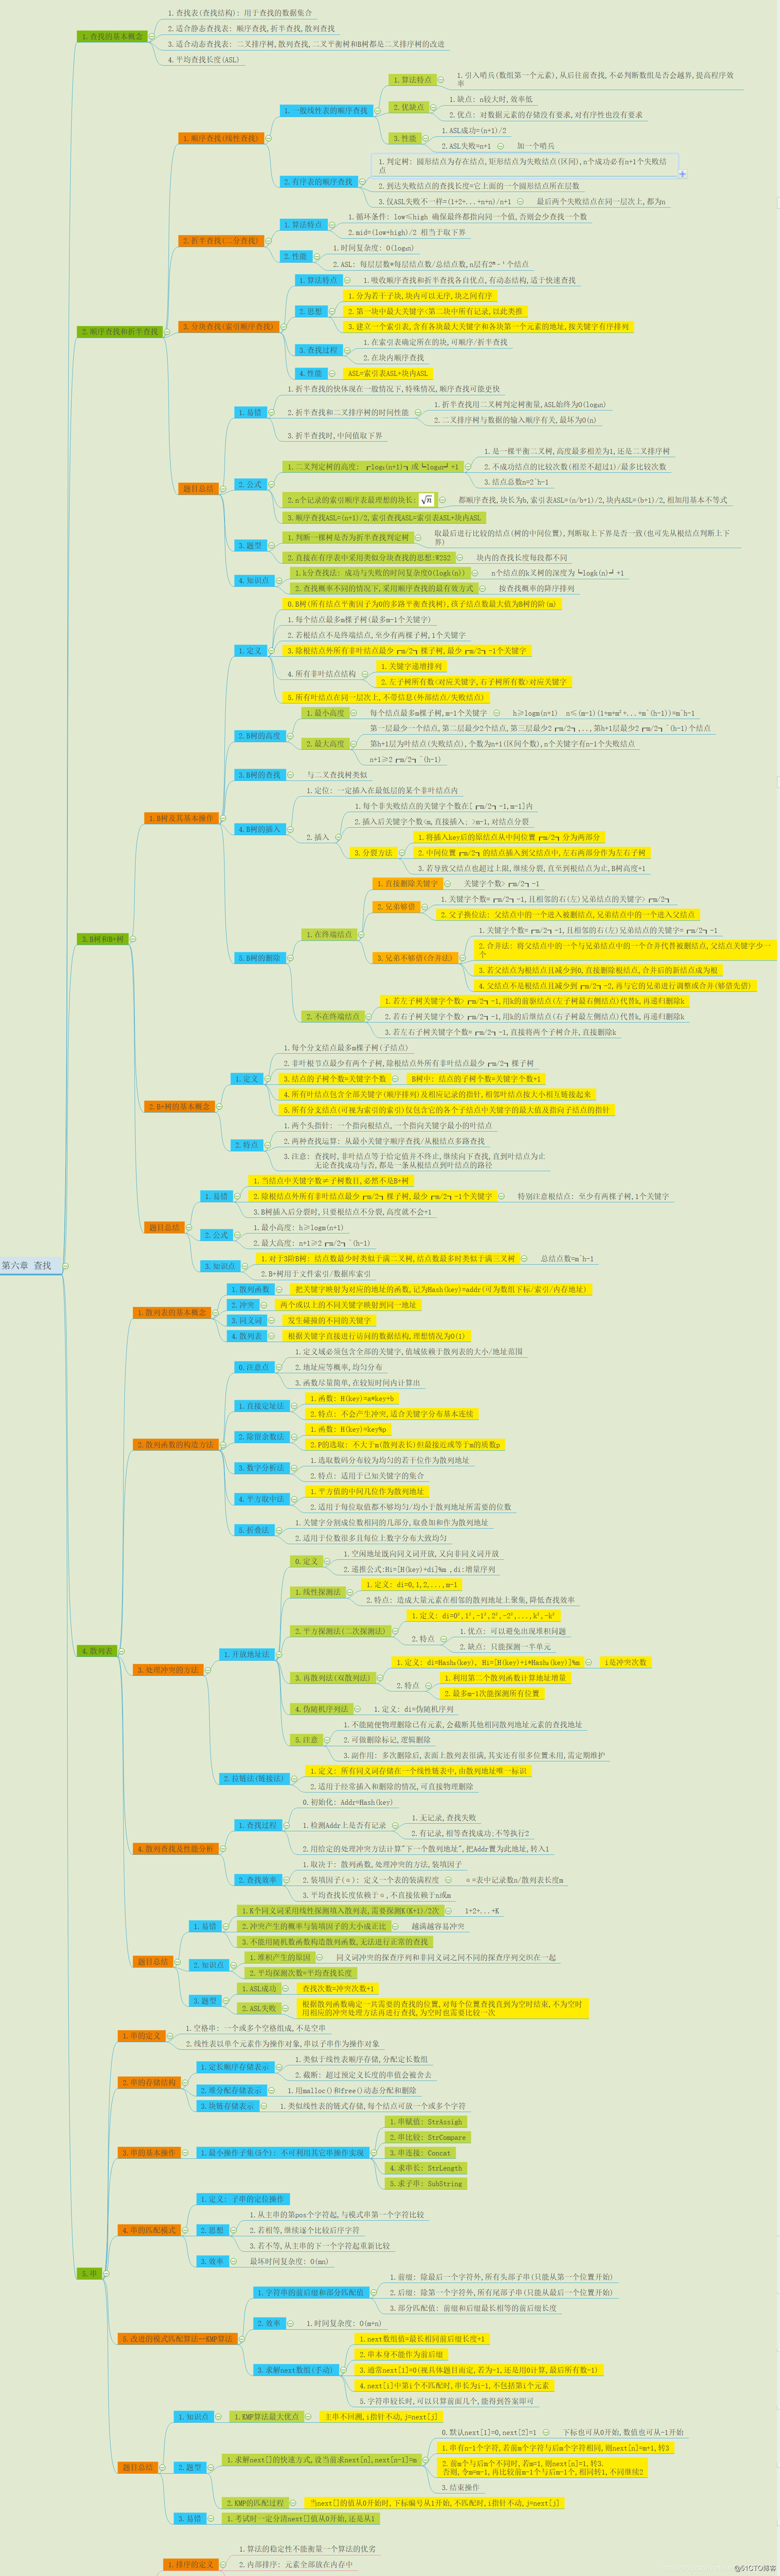 第六章 查找
1.查找的基本概念
1.查找表(查找结构): 用于查找的数据集合
2.适合静态查找表: 顺序查找,折半查找,散列查找
3.适合动态查找表: 二叉排序树,散列查找,二叉平衡树和B树都是二叉排序树的改进
4.平均查找长度(ASL)
2.顺序查找和折半查找
1.顺序查找(线性查找)
1.一般线性表的顺序查找
1.算法特点
1.引入哨兵(数组第一个元素),从后往前查找,不必判断数组是否会越界,提高程序效
率
2.优缺点
1.缺点: n较大时,效率低
2.优点: 对数据元素的存储没有要求,对有序性也没有要求
3.性能
1.ASL成功=(n+1)/2
2.ASL失败=n+1
加一个哨兵
2.有序表的顺序查找
1.判定树: 圆形结点为存在结点,矩形结点为失败结点(区间),n个成功必有n+1个失败结
点
2.到达失败结点的查找长度=它上面的一个圆形结点所在层数
3.仅ASL失败不一样=(1+2+...+n+n)/n+1
最后两个失败结点在同一层次上,都为n
2.折半查找(二分查找)
1.算法特点
1.循环条件: low≤high 确保最终都指向同一个值,否则会少查找一个数
2.mid=(low+high)/2 相当于取下界
2.性能
1.时间复杂度: O(log₂n)
2.ASL: 每层层数*每层结点数/总结点数,n层有2ⁿ-¹个结点
3.分块查找(索引顺序查找)
1.算法特点
1.吸收顺序查找和折半查找各自优点,有动态结构,适于快速查找
2.思想
1.分为若干子块,块内可以无序,块之间有序
2.第一块中最大关键字<第二块中所有记录,以此类推
3.建立一个索引表,含有各块最大关键字和各块第一个元素的地址,按关键字有序排列
3.查找过程
1.在索引表确定所在的块,可顺序/折半查找
2.在块内顺序查找
4.性能
ASL=索引表ASL+块内ASL
题目总结
1.易错
1.折半查找的快体现在一般情况下,特殊情况,顺序查找可能更快
2.折半查找和二叉排序树的时间性能
1.折半查找用二叉树判定树衡量,ASL始终为O(log₂n)
2.二叉排序树与数据的输入顺序有关,最坏为O(n)
3.折半查找时,中间值取下界
2.公式
1.二叉判定树的高度: ┏log₂(n+1)┓或┗log₂n┛+1
1.是一棵平衡二叉树,高度最多相差为1,还是二叉排序树
2.不成功结点的比较次数(相差不超过1)/最多比较次数
3.结点总数n=2^h-1
2.n个记录的索引顺序表最理想的块长: √n
都顺序查找,块长为b,索引表ASL=(n/b+1)/2,块内ASL=(b+1)/2,相加用基本不等式
3.顺序查找ASL=(n+1)/2,索引查找ASL=索引表ASL+块内ASL
3.题型
1.判断一棵树是否为折半查找判定树
取最后进行比较的结点(树的中间位置),判断取上下界是否一致(也可先从根结点判断上下
界)
2.直接在有序表中采用类似分块查找的思想:W2S2
块内的查找长度每段都不同
4.知识点
1.k分查找法: 成功与失败的时间复杂度O(logk(n))
n个结点的k叉树的深度为┗logk(n)┛+1
2.查找概率不同的情况下,采用顺序查找的最有效方式
按查找概率的降序排列
3.B树和B+树
1.B树及其基本操作
1.定义
0.B树(所有结点平衡因子为0的多路平衡查找树),孩子结点数最大值为B树的阶(m)
1.每个结点最多m棵子树(最多m-1个关键字)
2.若根结点不是终端结点,至少有两棵子树,1个关键字
3.除根结点外所有非叶结点最少┏m/2┓棵子树,最少┏m/2┓-1个关键字
4.所有非叶结点结构
1.关键字递增排列
2.左子树所有数<对应关键字,右子树所有数>对应关键字
5.所有叶结点在同一层次上,不带信息(外部结点/失败结点)
2.B树的高度
1.最小高度
每个结点最多m棵子树,m-1个关键字
h≥logm(n+1) n≤(m-1)(1+m+m²+...+m^(h-1))=m^h-1
2.最大高度
第一层最少一个结点,第二层最少2个结点,第三层最少2┏m/2┓,..,第h+1层最少2┏m/2┓^(h-1)个结点
第h+1层为叶结点(失败结点),个数为n+1(区间个数),n个关键字有n-1个失败结点
n+1≥2┏m/2┓^(h-1)
3.B树的查找
与二叉查找树类似
4.B树的插入
1.定位: 一定插入在最低层的某个非叶结点内
2.插入
1.每个非失败结点的关键字个数在[┏m/2┓-1,m-1]内
2.插入后关键字个数<m,直接插入; >m-1,对结点分裂
3.分裂方法
1.将插入key后的原结点从中间位置┏m/2┓分为两部分
2.中间位置┏m/2┓的结点插入到父结点中,左右两部分作为左右子树
3.若导致父结点也超过上限,继续分裂,直至到根结点为止,B树高度+1
5.B树的删除
1.在终端结点
1.直接删除关键字
关键字个数>┏m/2┓-1
2.兄弟够借
1.关键字个数=┏m/2┓-1,且相邻的右(左)兄弟结点的关键字>┏m/2┓
2.父子换位法: 父结点中的一个进入被删结点,兄弟结点中的一个进入父结点
3.兄弟不够借(合并法)
1.关键字个数=┏m/2┓-1,且相邻的右(左)兄弟结点的关键字=┏m/2┓-1
2.合并法: 将父结点中的一个与兄弟结点中的一个合并代替被删结点,父结点关键字少一
个
3.若父结点为根结点且减少到0,直接删除根结点,合并后的新结点成为根
4.父结点不是根结点且减少到┏m/2┓-2,再与它的兄弟进行调整或合并(够借先借)
2.不在终端结点
1.若左子树关键字个数>┏m/2┓-1,用k的前驱结点(左子树最右侧结点)代替k,再递归删除k
2.若右子树关键字个数>┏m/2┓-1,用k的后继结点(右子树最左侧结点)代替k,再递归删除k
3.若左右子树关键字个数=┏m/2┓-1,直接将两个子树合并,直接删除k
2.B+树的基本概念
1.定义
1.每个分支结点最多m棵子树(子结点)
2.非叶根节点最少有两个子树,除根结点外所有非叶结点最少┏m/2┓棵子树
3.结点的子树个数=关键字个数
B树中: 结点的子树个数=关键字个数+1
4.所有叶结点包含全部关键字(顺序排列)及相应记录的指针,相邻叶结点按大小相互链接起来
5.所有分支结点(可视为索引的索引)仅包含它的各个子结点中关键字的最大值及指向子结点的指针
2.特点
1.两个头指针: 一个指向根结点,一个指向关键字最小的叶结点
2.两种查找运算: 从最小关键字顺序查找/从根结点多路查找
3.注意: 查找时,非叶结点等于给定值并不终止,继续向下查找,直到叶结点为止
无论查找成功与否,都是一条从根结点到叶结点的路径
题目总结
1.易错
1.当结点中关键字数≠子树数目,必然不是B+树
2.除根结点外所有非叶结点最少┏m/2┓棵子树,最少┏m/2┓-1个关键字
特别注意根结点: 至少有两棵子树,1个关键字
3.B树插入后分裂时,只要根结点不分裂,高度就不会+1
2.公式
1.最小高度: h≥logm(n+1)
2.最大高度: n+1≥2┏m/2┓^(h-1)
3.知识点
1.对于3阶B树: 结点数最少时类似于满二叉树,结点数最多时类似于满三叉树
总结点数=m^h-1
2.B+树用于文件索引/数据库索引
4.散列表
1.散列表的基本概念
1.散列函数
把关键字映射为对应的地址的函数,记为Hash(key)=addr(可为数组下标/索引/内存地址)
2.冲突
两个或以上的不同关键字映射到同一地址
3.同义词
发生碰撞的不同的关键字
4.散列表
根据关键字直接进行访问的数据结构,理想情况为O(1)
2.散列函数的构造方法
0.注意点
1.定义域必须包含全部的关键字,值域依赖于散列表的大小/地址范围
2.地址应等概率,均匀分布
3.函数尽量简单,在较短时间内计算出
1.直接定址法
1.函数: H(key)=a*key+b
2.特点: 不会产生冲突,适合关键字分布基本连续
2.除留余数法
1.函数: H(key)=key%p
2.P的选取: 不大于m(散列表长)但最接近或等于m的质数p
3.数字分析法
1.选取数码分布较为均匀的若干位作为散列地址
2.特点: 适用于已知关键字的集合
4.平方取中法
1.平方值的中间几位作为散列地址
2.适用于每位取值都不够均匀/均小于散列地址所需要的位数
5.折叠法
1.关键字分割成位数相同的几部分,取叠加和作为散列地址
2.适用于位数很多且每位上数字分布大致均匀
3.处理冲突的方法
1.开放地址法
0.定义
1.空闲地址既向同义词开放,又向非同义词开放
2.递推公式:Hi=[H(key)+di]%m ,di:增量序列
1.线性探测法
1.定义: di=0,1,2,...,m-1
2.特点: 造成大量元素在相邻的散列地址上聚集,降低查找效率
2.平方探测法(二次探测法)
1.定义: di=0²,1²,-1²,2²,-2²,...,k²,-k²
2.特点
1.优点: 可以避免出现堆积问题
2.缺点: 只能探测一半单元
3.再散列法(双散列法)
1.定义: di=Hash₂(key), Hi=[H(key)+i*Hash₂(key)]%m
i是冲突次数
2.特点
1.利用第二个散列函数计算地址增量
2.最多m-1次能探测所有位置
4.伪随机序列法
1.定义: di=伪随机序列
5.注意
1.不能随便物理删除已有元素,会截断其他相同散列地址元素的查找地址
2.可做删除标记,逻辑删除
3.副作用: 多次删除后,表面上散列表很满,其实还有很多位置未用,需定期维护
2.拉链法(链接法)
1.定义: 所有同义词存储在一个线性链表中,由散列地址唯一标识
2.适用于经常插入和删除的情况,可直接物理删除
4.散列查找及性能分析
1.查找过程
0.初始化: Addr=Hash(key)
1.检测Addr上是否有记录
1.无记录,查找失败
2.有记录,相等查找成功;不等执行2
2.用给定的处理冲突方法计算"下一个散列地址",把Addr置为此地址,转入1
2.查找效率
1.取决于: 散列函数,处理冲突的方法,装填因子
2.装填因子(α): 定义一个表的装满程度
α=表中记录数n/散列表长度m
3.平均查找长度依赖于α,不直接依赖于n或m
题目总结
1.易错
1.K个同义词采用线性探测填入散列表,需要探测K(K+1)/2次
1+2+...+K
2.冲突产生的概率与装填因子的大小成正比
越满越容易冲突
3.不能用随机数函数构造散列函数,无法进行正常的查找
2.知识点
1.堆积产生的原因
同义词冲突的探查序列和非同义词之间不同的探查序列交织在一起
2.平均探测次数=平均查找长度
3.题型
1.ASL成功
查找次数=冲突次数+1
2.ASL失败
根据散列函数确定一共需要的查找的位置,对每个位置查找直到为空时结束,不为空时
用相应的冲突处理方法再进行查找,为空时也需要比较一次
5.串
1.串的定义
1.空格串: 一个或多个空格组成,不是空串
2.线性表以单个元素作为操作对象,串以子串作为操作对象
2.串的存储结构
1.定长顺序存储表示
1.类似于线性表顺序存储,分配定长数组
2.截断: 超过预定义长度的串值会被舍去
2.堆分配存储表示
1.用malloc()和free()动态分配和删除
3.块链存储表示
1.类似线性表的链式存储,每个结点可放一个或多个字符
3.串的基本操作
1.最小操作子集(5个): 不可利用其它串操作实现
1.串赋值: StrAssigh
2.串比较: StrCompare
3.串连接: Concat
4.求串长: StrLength
5.求子串: SubString
4.串的匹配模式
1.定义: 子串的定位操作
2.思想
1.从主串的第pos个字符起,与模式串第一个字符比较
2.若相等,继续逐个比较后序字符
3.若不等,从主串的下一个字符起重新比较
3.效率
最坏时间复杂度: O(mn)
5.改进的模式匹配算法--KMP算法
1.字符串的前后缀和部分匹配值
1.前缀: 除最后一个字符外,所有头部子串(只能从第一个位置开始)
2.后缀: 除第一个字符外,所有尾部子串(只能从最后一个位置开始)
3.部分匹配值: 前缀和后缀最长相等的前后缀长度
2.效率
1.时间复杂度: O(m+n)
3.求解next数组(手动)
1.next数组值=最长相同前后缀长度+1
2.串本身不能作为前后缀
3.通常next[1]=0(视具体题目而定,若为-1,还是用0计算,最后所有数-1)
4.next[i]中第i个不匹配时,串长为i-1,不包括第i个元素
5.字符串较长时,可以只算前面几个,能得到答案即可
题目总结
1.知识点
1.KMP算法最大优点
主串不回溯,i指针不动,j=next[j]
2.题型
1.求解next[]的快速方式,设当前求next[n],next[n-1]=m
0.默认next[1]=0,next[2]=1
下标也可从0开始,数值也可从-1开始
1.串有n-1个字符,若前m个字符与后m个字符相同,则next[n]=m+1,转3
2.前m个与后m个不同时,若m=1,则next[n]=1,转3.
否则,令m=m-1,再比较前m-1个与后m-1个,相同转1,不同继续2
3.结束操作
2.KMP的匹配过程
当next[]的值从0开始时,下标编号从1开始,不匹配时,i指针不动,j=next[j]
3.易错
1.考试时一定分清next[]值从0开始,还是从1
1.排序的定义
1.算法的稳定性不能衡量一个算法的优劣
2.内部排序: 元素全部放在内存中
@51CTO博客